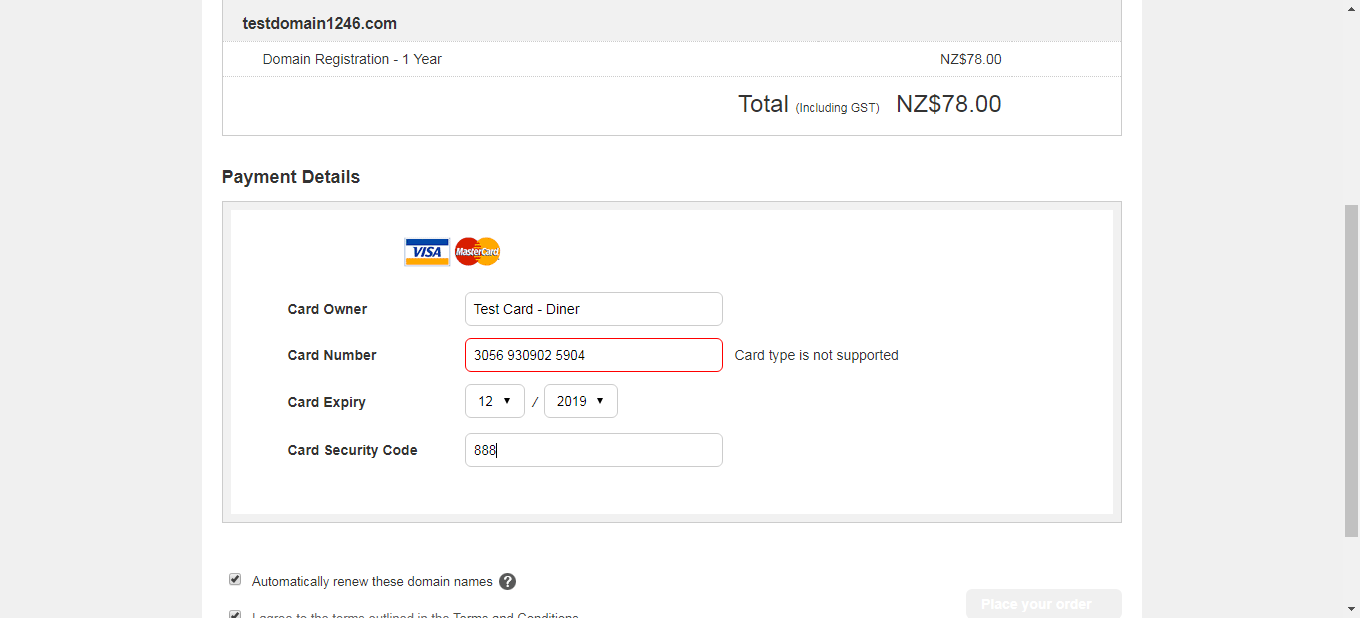 testdomain1246.com
Domain Registration - 1 Year NZ$78.00
Total (Including GST) NZ$78.00
Payment Details
VISA MasterCard
Card Owner Test Card - Diner
Card Number 3056 930902 5904 Card type is not supported
Card Expiry 12 / 2019
Card Security Code 888
Automatically renew these domain names ?
I agree to the terms outlined in the Terms and Conditions
Place your order